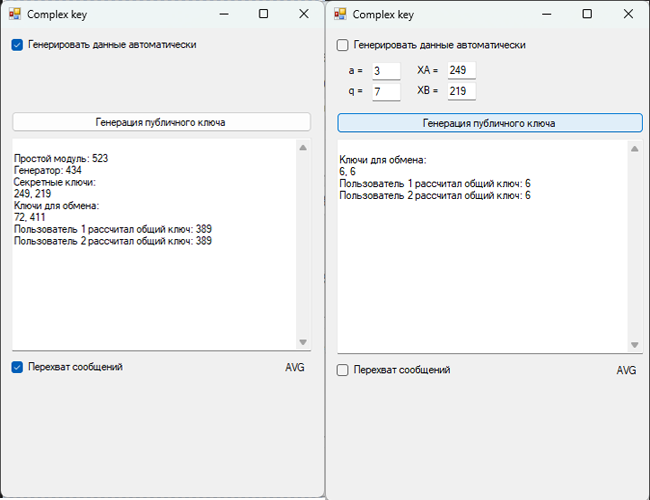 Complex key
Генерировать данные автоматически
Генерация публичного ключа
Простой модуль: 523
Генератор: 434
Секретные ключи:
249, 219
Ключи для обмена:
72, 411
Пользователь 1 рассчитал общий ключ: 389
Пользователь 2 рассчитал общий ключ: 389
Перехват сообщений
AVG
Complex key
Генерировать данные автоматически
a = 3 XA = 249
q = 7 XB = 219
Генерация публичного ключа
Ключи для обмена:
6, 6
Пользователь 1 рассчитал общий ключ: 6
Пользователь 2 рассчитал общий ключ: 6
Перехват сообщений
AVG